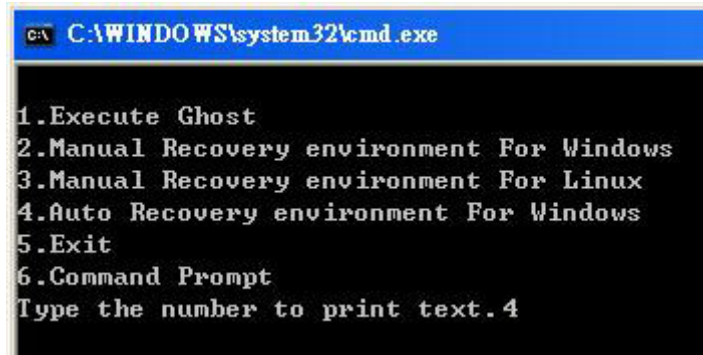 C:\WINDOWS\system32\cmd.exe
1.Execute Ghost
2.Manual Recovery environment For Windows
3.Manual Recovery environment For Linux
4.Auto Recovery environment For Windows
5.Exit
6.Command Prompt
Type the number to print text.4